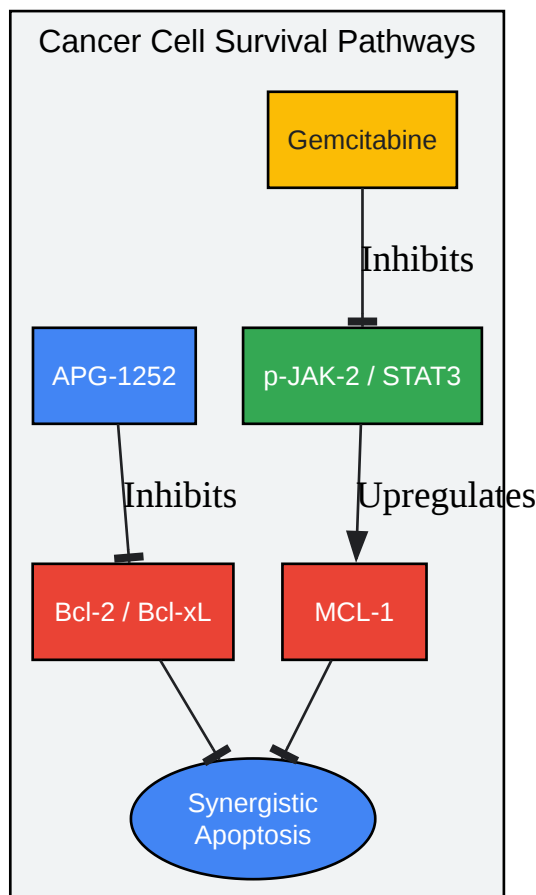 Cancer Cell Survival Pathways
Gemcitabine
Inhibits
APG-1252
p-JAK-2 / STAT3
Inhibits
Upregulates
Bcl-2 / Bcl-xL
MCL-1
Synergistic
Apoptosis